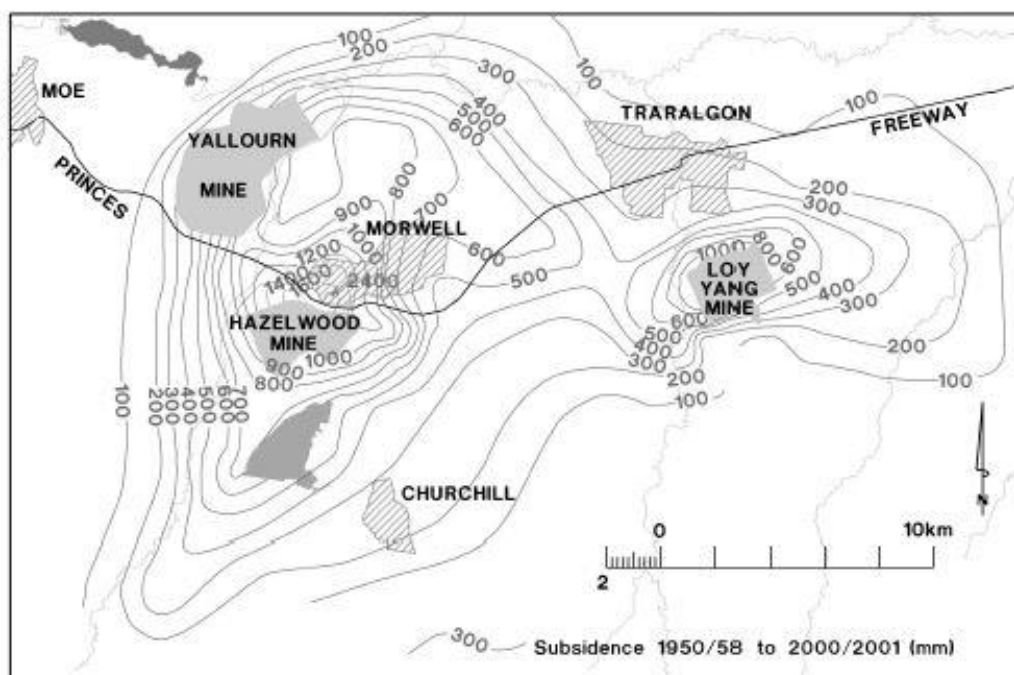 100
200
300
100
MOE
400
500
600
TRARALGON
100
FREEWAY
YALLOURN
MINE
PRINCES
800
200
300
900
700
MORWELL
1000
600
1200
1400
2400
500
1000
800
600
LOY
YANG
MINE
500
400
300
HAZELWOOD
MINE
600
500
400
300
200
200
1000
900
800
100
100
100
200
300
400
500
600
700
CHURCHILL
N
0
10km
2
300
Subsidence 1950/58 to 2000/2001 (mm)